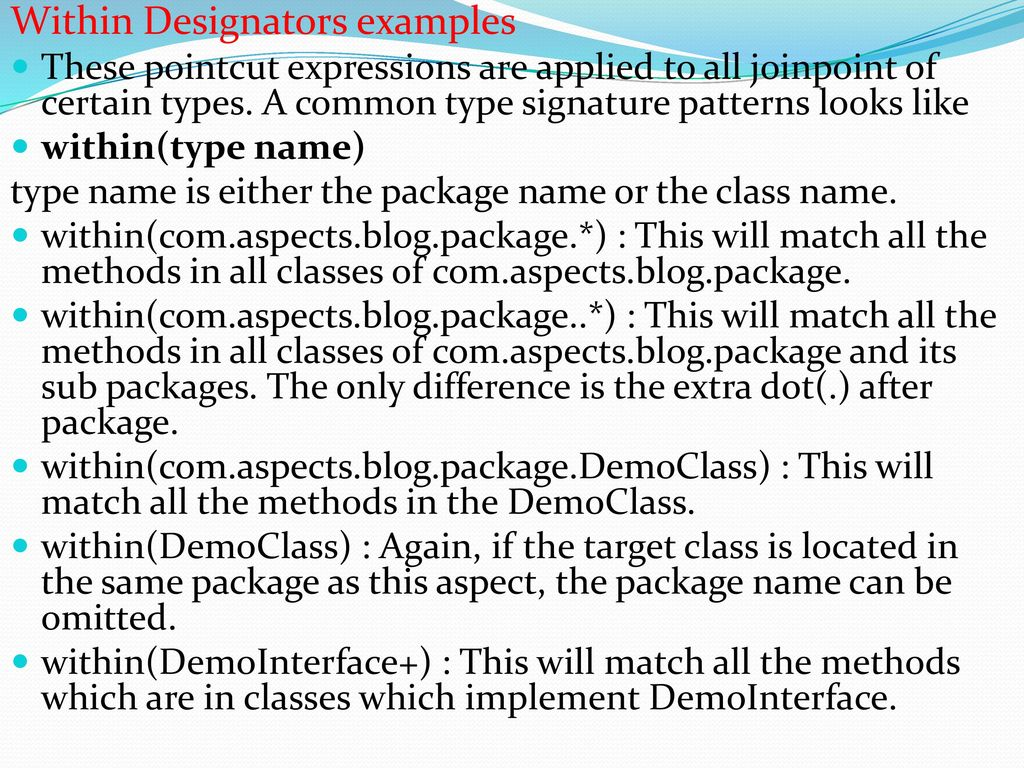 Within Designators examples
These pointcut expressions are applied to all joinpoint of
certain types. A common type signature patterns looks like
within(type name)
type name is either the package name or the class name.
within(com.aspects.blog.package.*) : This will match all the
methods in all classes of com.aspects.blog.package.
within(com.aspects.blog.package..*) : This will match all the
methods in all classes of com.aspects.blog.package and its
sub packages. The only difference is the extra dot(.) after
package.
within(com.aspects.blog.package.DemoClass) : This will
match all the methods in the DemoClass.
within(DemoClass) : Again, if the target class is located in
the same package as this aspect, the package name can be
omitted.
within(DemoInterface+) : This will match all the methods
which are in classes which implement DemoInterface.